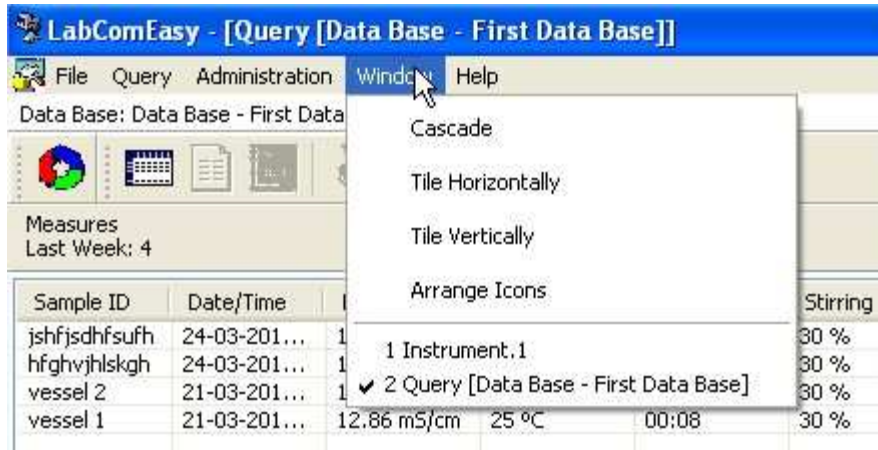 LabComEasy - [Query [Data Base - First Data Base]]
File Query Administration Window Help
Data Base: Data Base - First Data
Cascade
Tile Horizontally
Tile Vertically
Arrange Icons
1 Instrument.1
✔ 2 Query [Data Base - First Data Base]
Measures
Last Week: 4
Sample ID Date/Time Stirring
jshfjsdhfsufh 24-03-201... 1 30 %
hfghvjhlskgh 24-03-201... 1 30 %
vessel 2 21-03-201... 1 30 %
vessel 1 21-03-201... 12.86 mS/cm 25 ºC 00:08 30 %